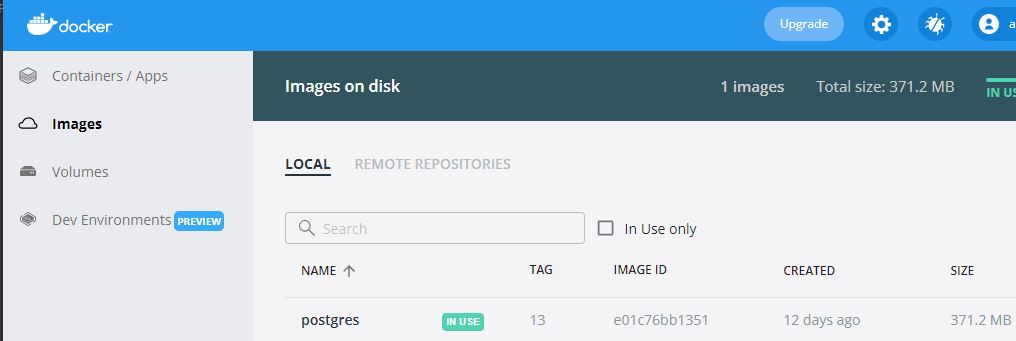 docker
Upgrade
a
Containers / Apps
Images
Volumes
Dev Environments PREVIEW
Images on disk
1 images
Total size: 371.2 MB
IN US
LOCAL
REMOTE REPOSITORIES
Search
In Use only
NAME TAG IMAGE ID CREATED SIZE
postgres IN USE 13 e01c76bb1351 12 days ago 371.2 MB